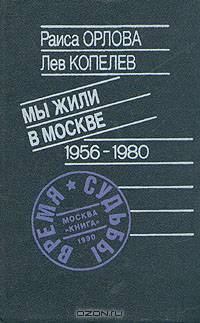 Раиса ОРЛОВА
Лев КОПЕЛЕВ
МЫ ЖИЛИ
В МОСКВЕ
1956-1980
ВРЕМЯ • СУДЬБЫ
МОСКВА
«КНИГА»
1990
ozon.ru